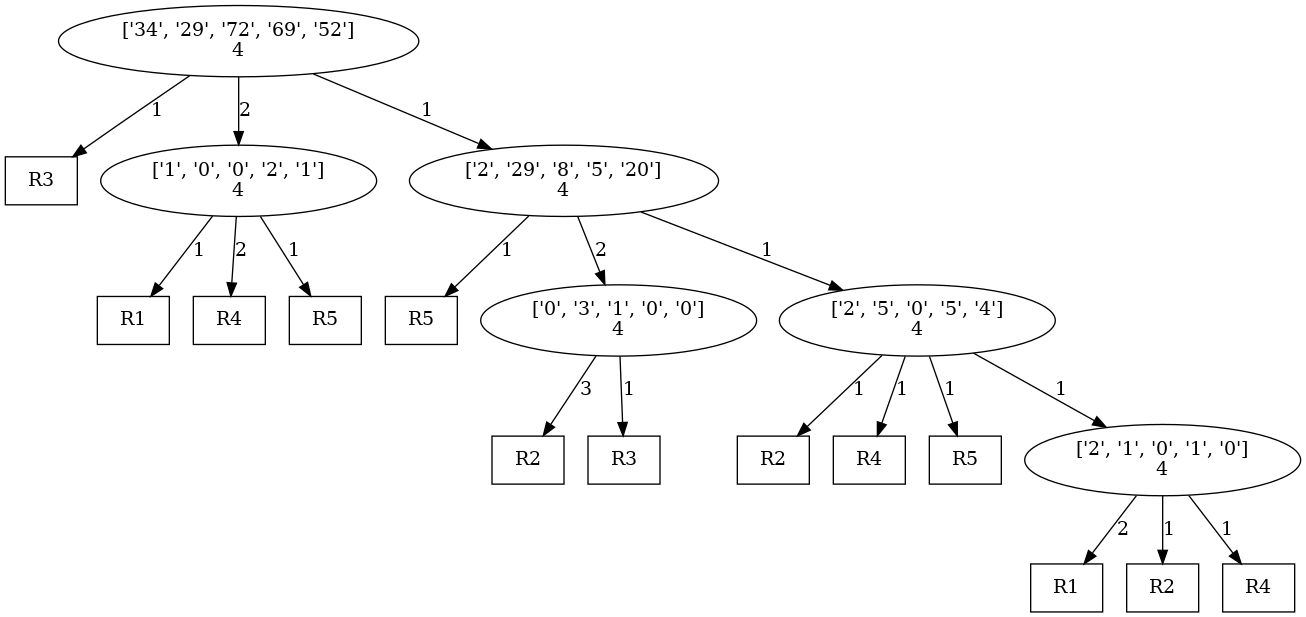 ['34', '29', '72', '69', '52']
4
1
2
1
R3
['1', '0', '0', '2', '1']
4
['2', '29', '8', '5', '20']
4
1
2
1
1
2
1
R1
R4
R5
R5
['0', '3', '1', '0', '0']
4
['2', '5', '0', '5', '4']
4
3
1
1
1
1
1
R2
R3
R2
R4
R5
['2', '1', '0', '1', '0']
4
2
1
1
R1
R2
R4